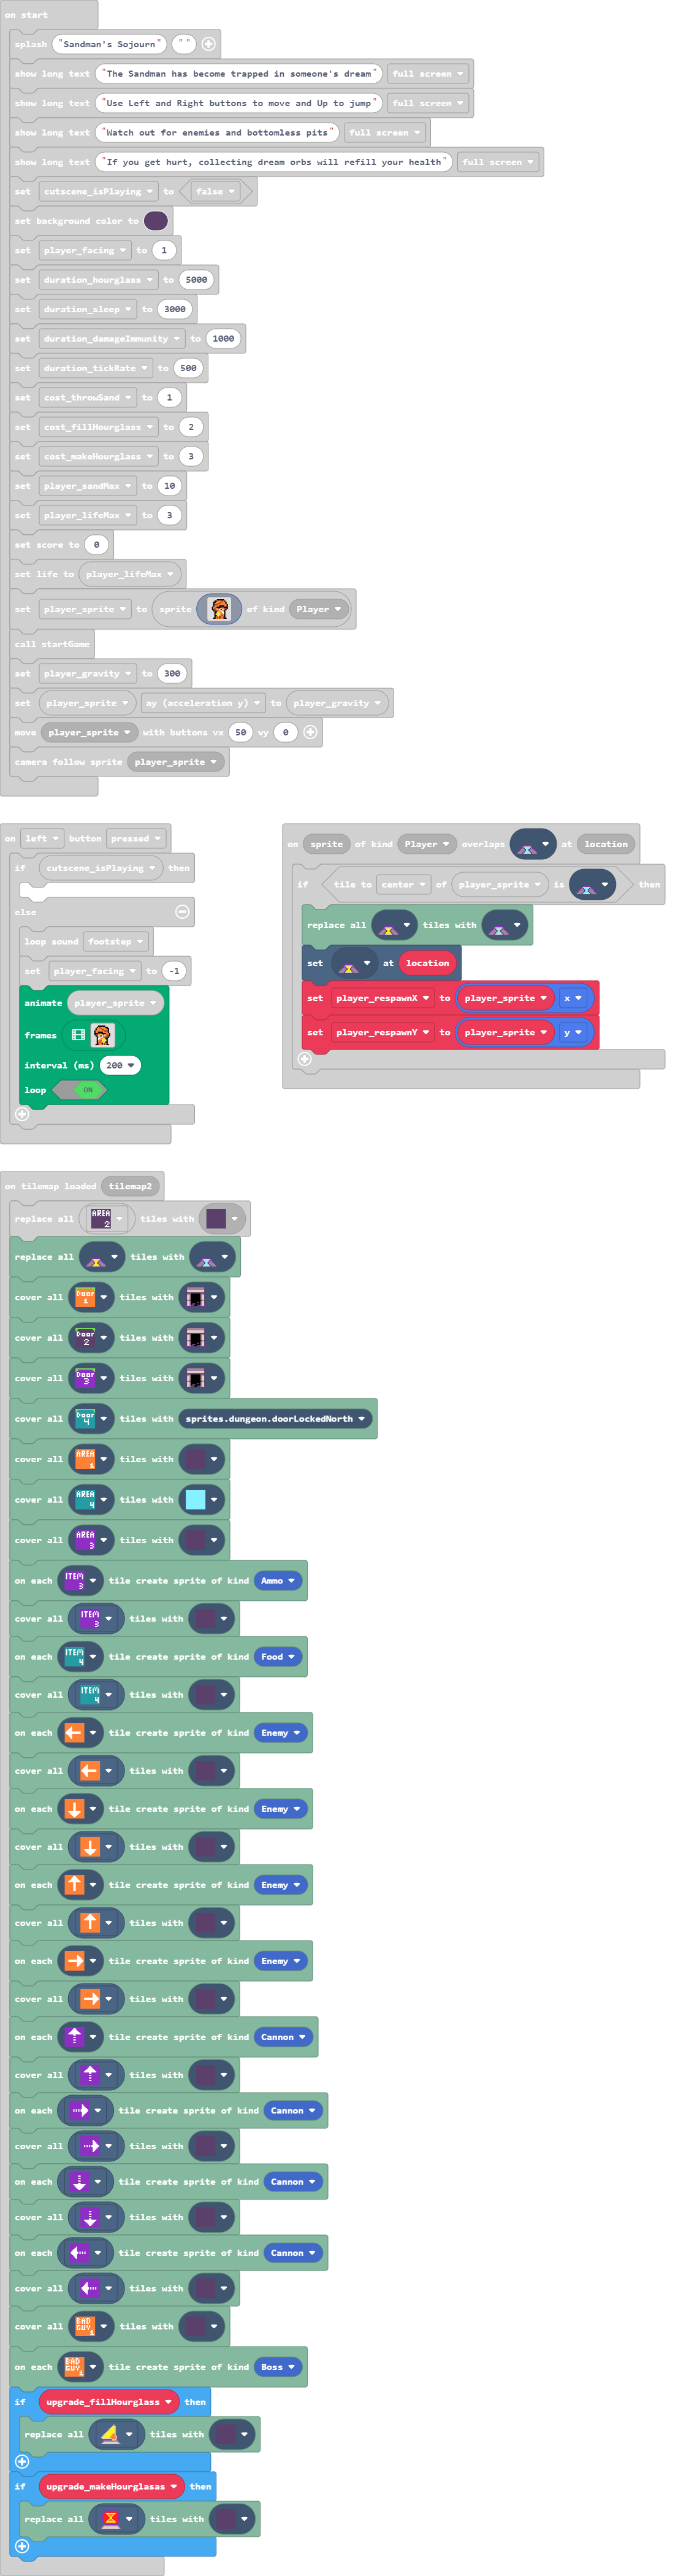 on start
splash "Sandman's Sojourn" " "
show long text "The Sandman has become trapped in someone's dream" full screen
show long text "Use Left and Right buttons to move and Up to jump" full screen
show long text "Watch out for enemies and bottomless pits" full screen
show long text "If you get hurt, collecting dream orbs will refill your health" full screen
set cutscene_isPlaying to false
set background color to
set player_facing to 1
set duration_hourglass to 5000
set duration_sleep to 3000
set duration_damageImmunity to 1000
set duration_tickRate to 500
set cost_throwSand to 1
set cost_fillHourglass to 2
set cost_makeHourglass to 3
set player_sandMax to 10
set player_lifeMax to 3
set score to 0
set life to player_lifeMax
set player_sprite to sprite of kind Player
call startGame
set player_gravity to 300
set player_sprite ay (acceleration y) to player_gravity
move player_sprite with buttons vx 50 vy 0
camera follow sprite player_sprite
on left button pressed
if cutscene_isPlaying then
else
loop sound footstep
set player_facing to -1
animate player_sprite
frames
interval (ms) 200
loop ON
on sprite of kind Player overlaps at location
if tile to center of player_sprite is then
replace all tiles with
set at location
set player_respawnX to player_sprite x
set player_respawnY to player_sprite y
on tilemap loaded tilemap2
replace all AREA 2 tiles with
replace all tiles with
cover all Door 1 tiles with
cover all Door 2 tiles with
cover all Door 3 tiles with
cover all Door 4 tiles with sprites.dungeon.doorLockedNorth
cover all AREA 1 tiles with
cover all AREA 4 tiles with
cover all AREA 3 tiles with
on each ITEM 3 tile create sprite of kind Ammo
cover all ITEM 3 tiles with
on each ITEM 4 tile create sprite of kind Food
cover all ITEM 4 tiles with
on each tile create sprite of kind Enemy
cover all tiles with
on each tile create sprite of kind Enemy
cover all tiles with
on each tile create sprite of kind Enemy
cover all tiles with
on each tile create sprite of kind Enemy
cover all tiles with
on each tile create sprite of kind Cannon
cover all tiles with
on each tile create sprite of kind Cannon
cover all tiles with
on each tile create sprite of kind Cannon
cover all tiles with
on each tile create sprite of kind Cannon
cover all tiles with
cover all BAD GUY 1 tiles with
on each BAD GUY 1 tile create sprite of kind Boss
if upgrade_fillHourglass then
replace all tiles with
if upgrade_makeHourglasas then
replace all tiles with